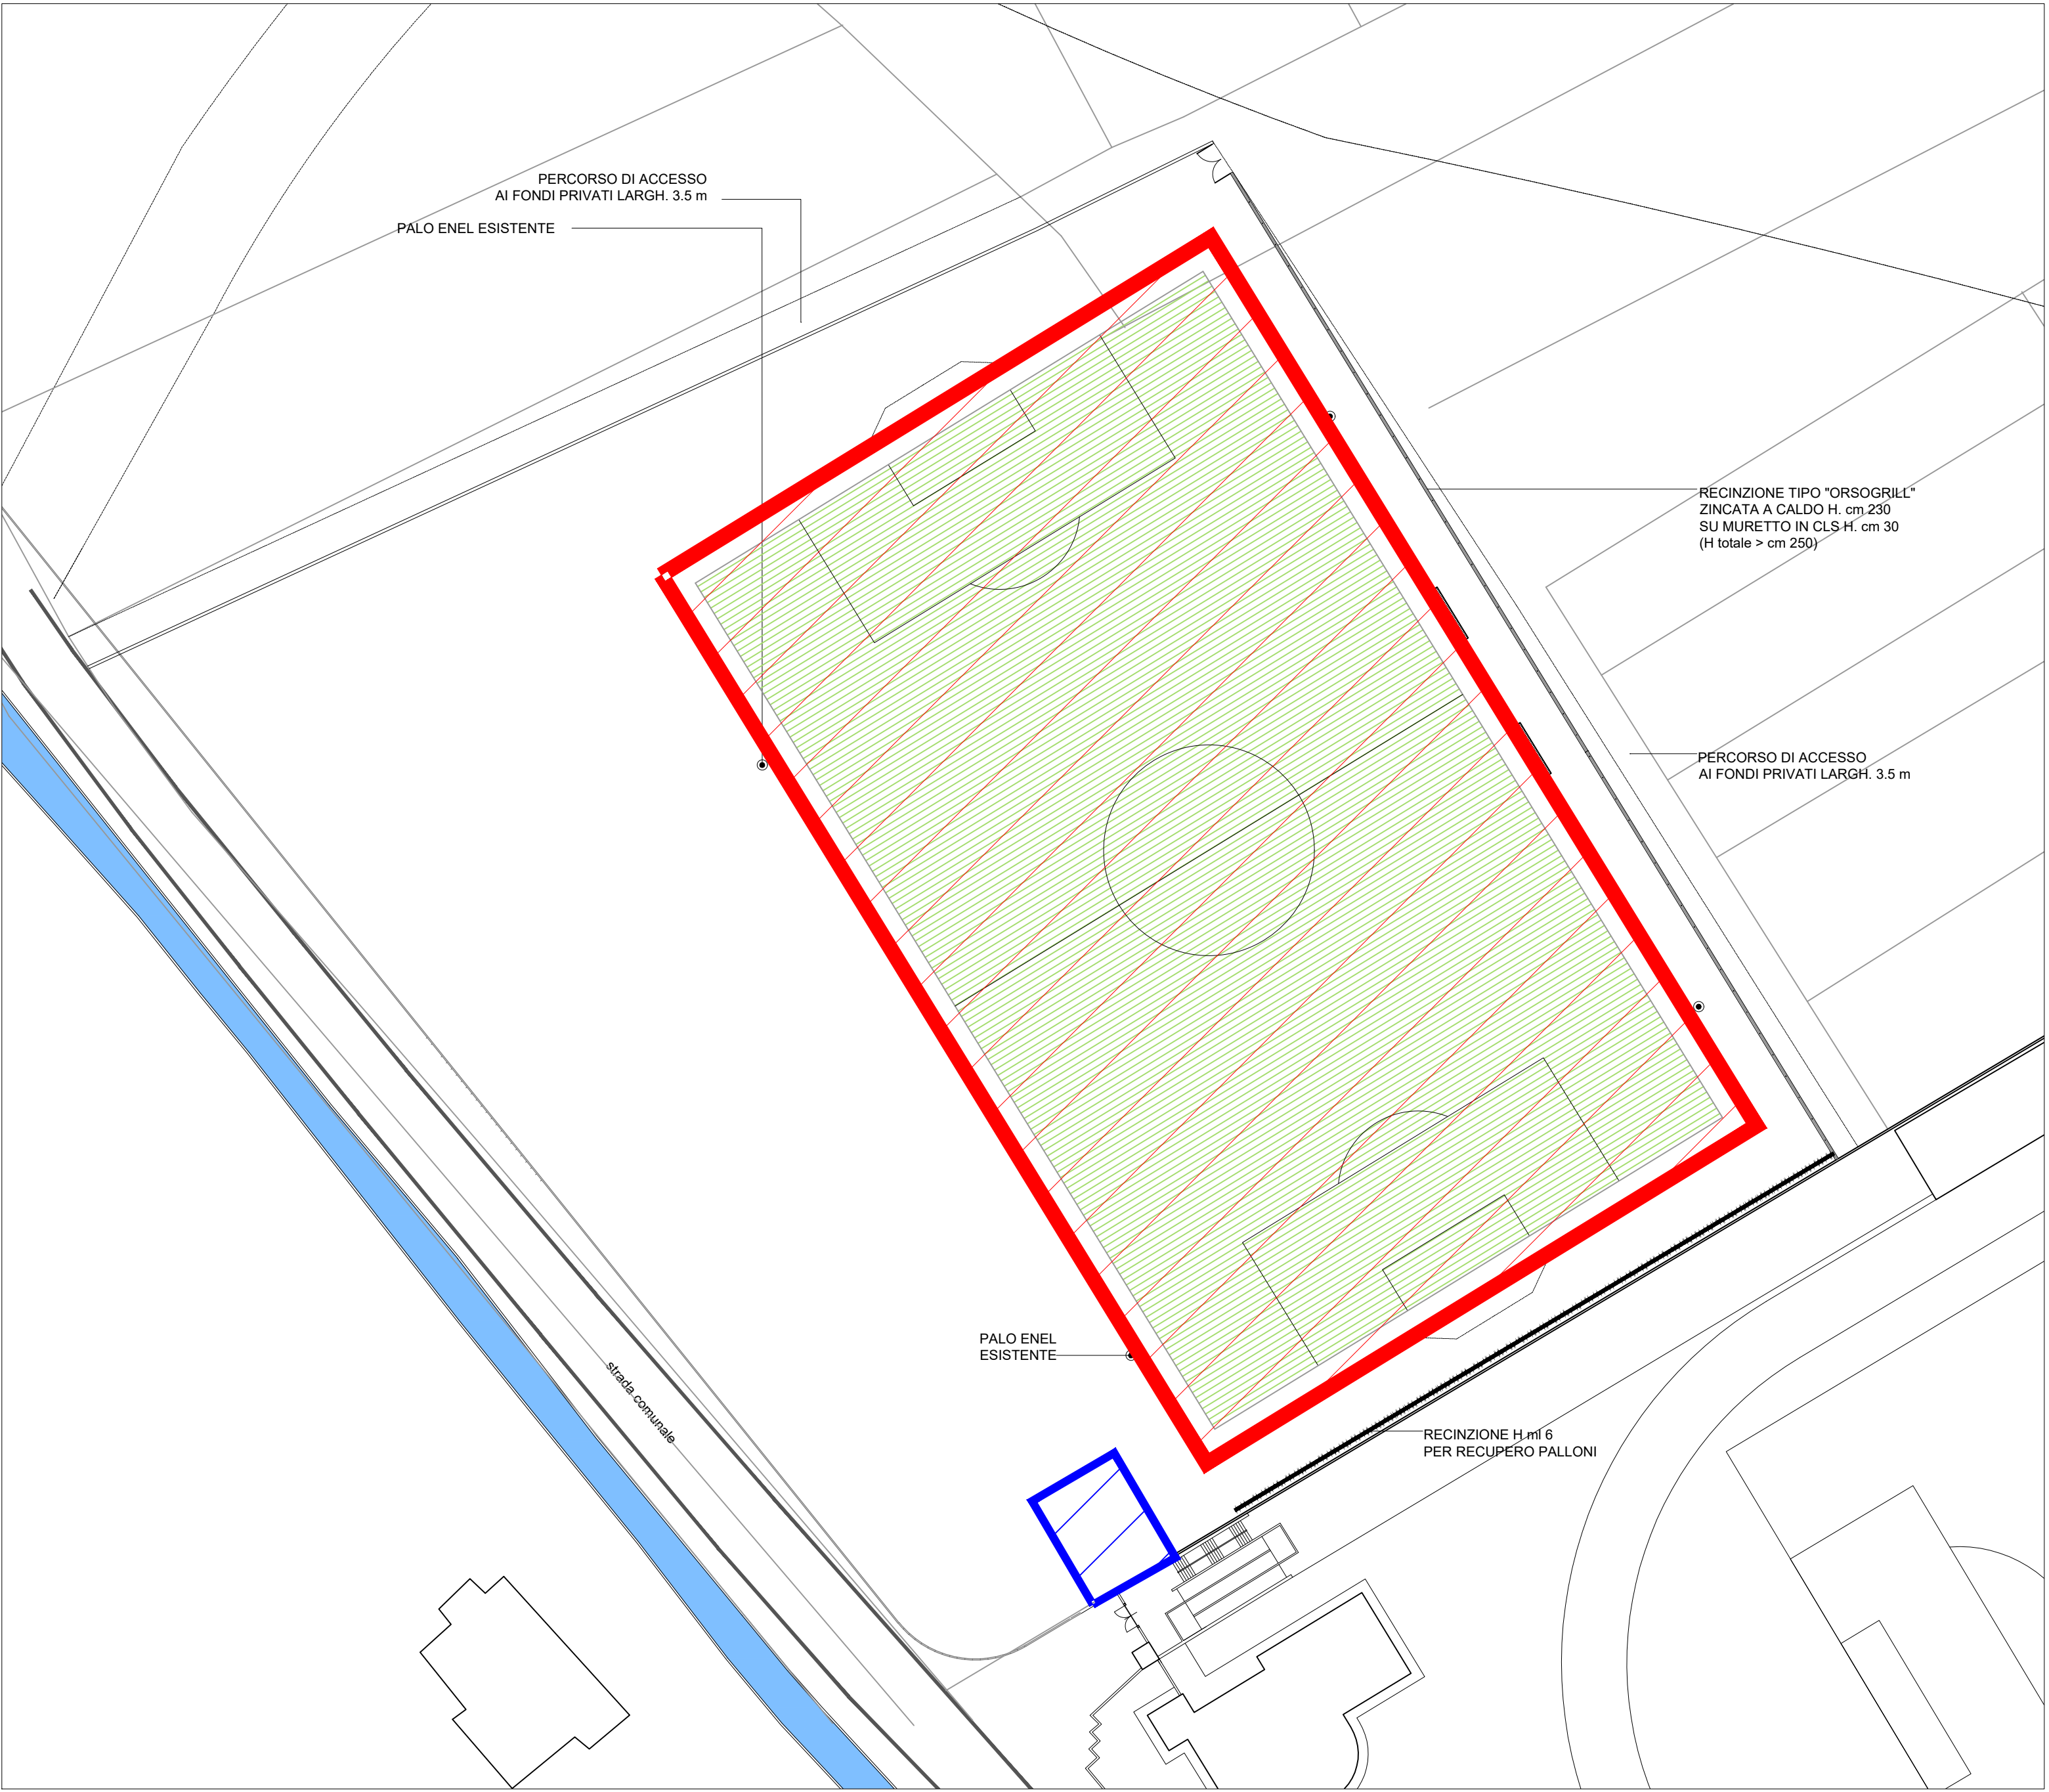 PERCORSO DI ACCESSO
AI FONDI PRIVATI LARGH. 3.5 m
PALO ENEL ESISTENTE
RECINZIONE TIPO "ORSOGRILL"
ZINCATA A CALDO H. cm 230
SU MURETTO IN CLS H. cm 30
(H totale > cm 250)
PERCORSO DI ACCESSO
AI FONDI PRIVATI LARGH. 3.5 m
PALO ENEL
ESISTENTE
strada comunale
RECINZIONE H ml 6
PER RECUPERO PALLONI